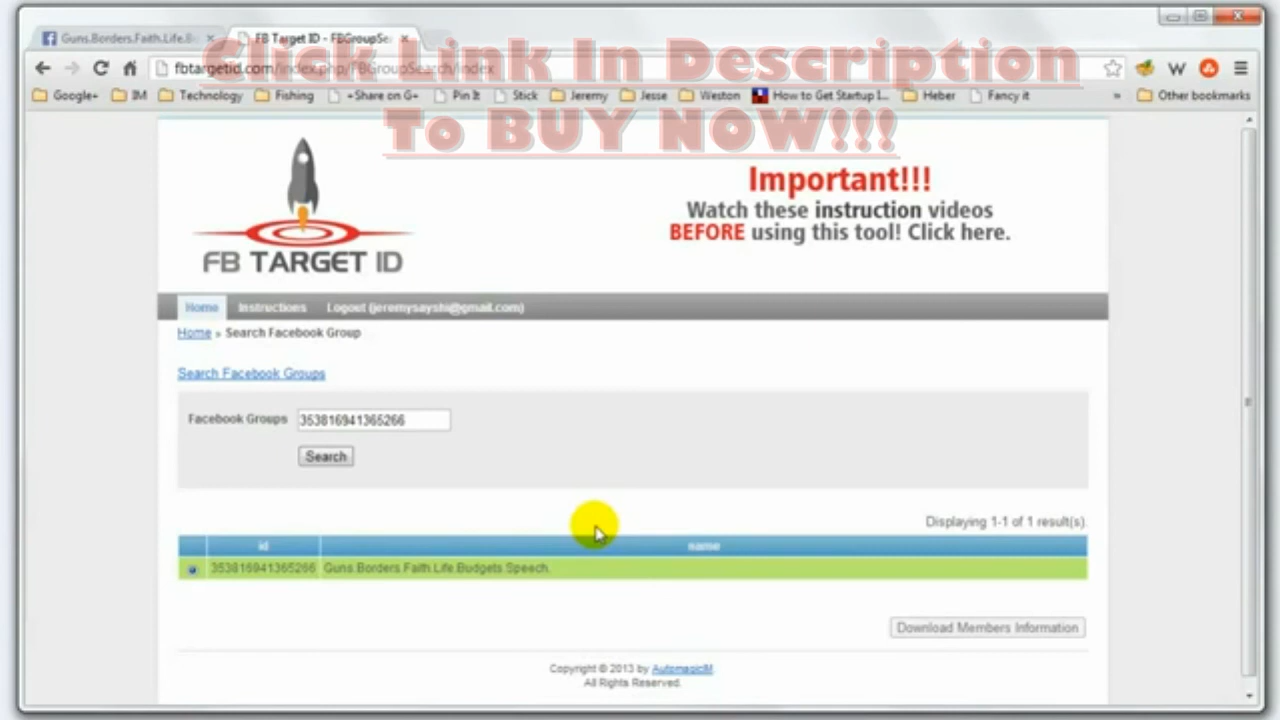 Guns.Borders.Faith.Life.B
FB Target ID - FBGroupSe
Click Link In Description
To BUY NOW!!!
fbtargetid.com/index.php/FBGroupSearch/index
Google+ IM Technology Fishing +Share on G+ Pin It Stick Jeremy Jesse Weston How to Get Startup I... Heber Fancy it » Other bookmarks
FB TARGET ID
Important!!!
Watch these instruction videos
BEFORE using this tool! Click here.
Home Instructions Logout (jeremysayshi@gmail.com)
Home » Search Facebook Group
Search Facebook Groups
Facebook Groups 353816941365266
Search
Displaying 1-1 of 1 result(s).
id name
353816941365266 Guns.Borders.Faith.Life.Budgets.Speech.
Download Members Information
Copyright © 2013 by AutomagicIM.
All Rights Reserved.